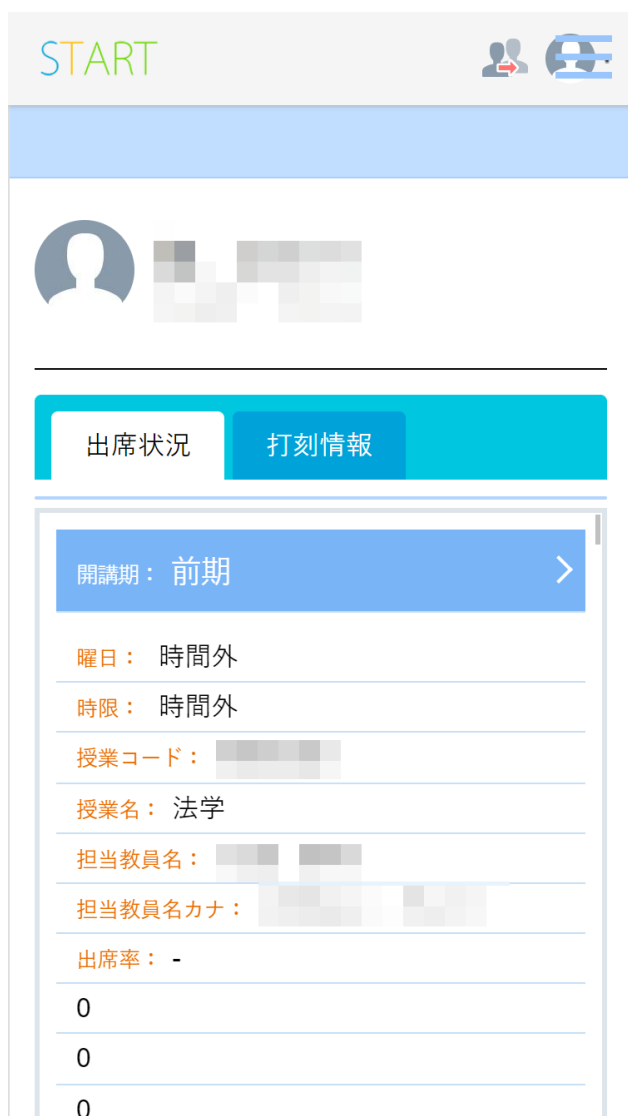 START
出席状況
打刻情報
開講期： 前期
曜日： 時間外
時限： 時間外
授業コード：
授業名： 法学
担当教員名：
担当教員名カナ：
出席率： -
0
0
0